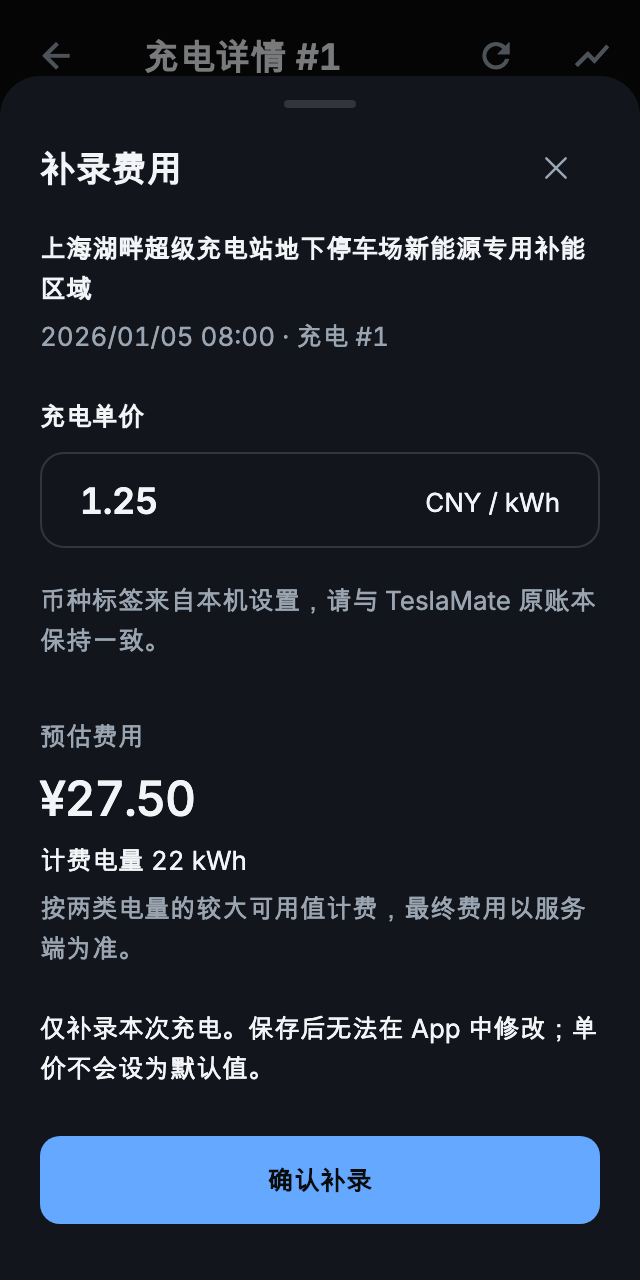 充电详情 #1
补录费用
上海湖畔超级充电站地下停车场新能源专用补能
区域
2026/01/05 08:00 · 充电 #1
充电单价
1.25 CNY / kWh
币种标签来自本机设置，请与 TeslaMate 原账本
保持一致。
预估费用
¥27.50
计费电量 22 kWh
按两类电量的较大可用值计费，最终费用以服务
端为准。
仅补录本次充电。保存后无法在 App 中修改；单
价不会设为默认值。
确认补录